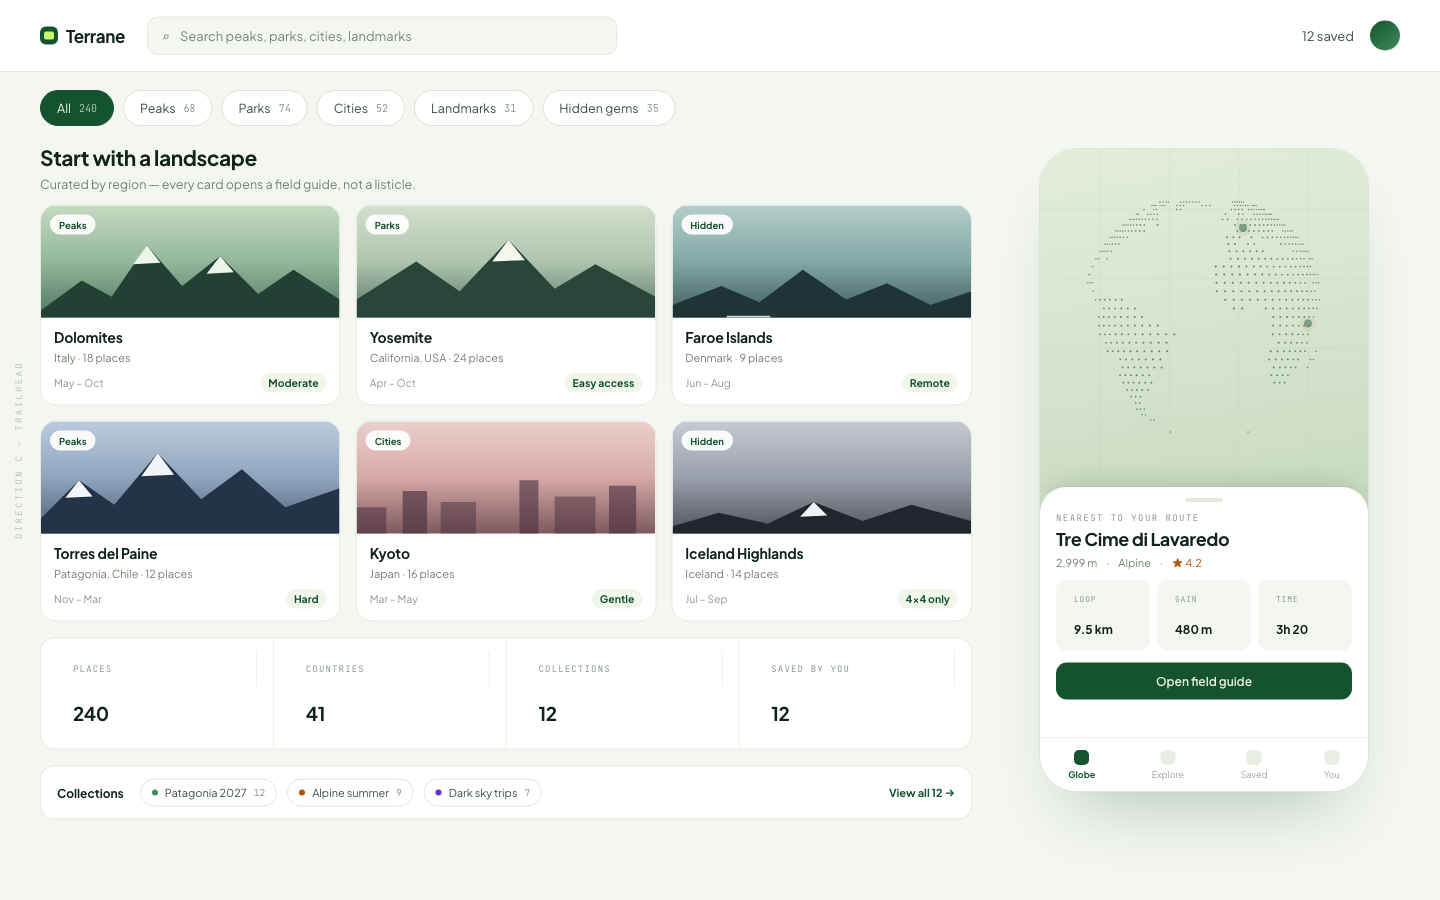 Terrane
Search peaks, parks, cities, landmarks
12 saved
All 240
Peaks 68
Parks 74
Cities 52
Landmarks 31
Hidden gems 35
Start with a landscape
Curated by region — every card opens a field guide, not a listicle.
Peaks
Dolomites
Italy · 18 places
May – Oct
Moderate
Parks
Yosemite
California, USA · 24 places
Apr – Oct
Easy access
Hidden
Faroe Islands
Denmark · 9 places
Jun – Aug
Remote
Peaks
Torres del Paine
Patagonia, Chile · 12 places
Nov – Mar
Hard
Cities
Kyoto
Japan · 16 places
Mar – May
Gentle
Hidden
Iceland Highlands
Iceland · 14 places
Jul – Sep
4×4 only
PLACES
240
COUNTRIES
41
COLLECTIONS
12
SAVED BY YOU
12
Collections
Patagonia 2027 12
Alpine summer 9
Dark sky trips 7
View all 12 →
DIRECTION C — TRAILHEAD
NEAREST TO YOUR ROUTE
Tre Cime di Lavaredo
2,999 m · Alpine · ★ 4.2
LOOP
9.5 km
GAIN
480 m
TIME
3h 20
Open field guide
Globe
Explore
Saved
You